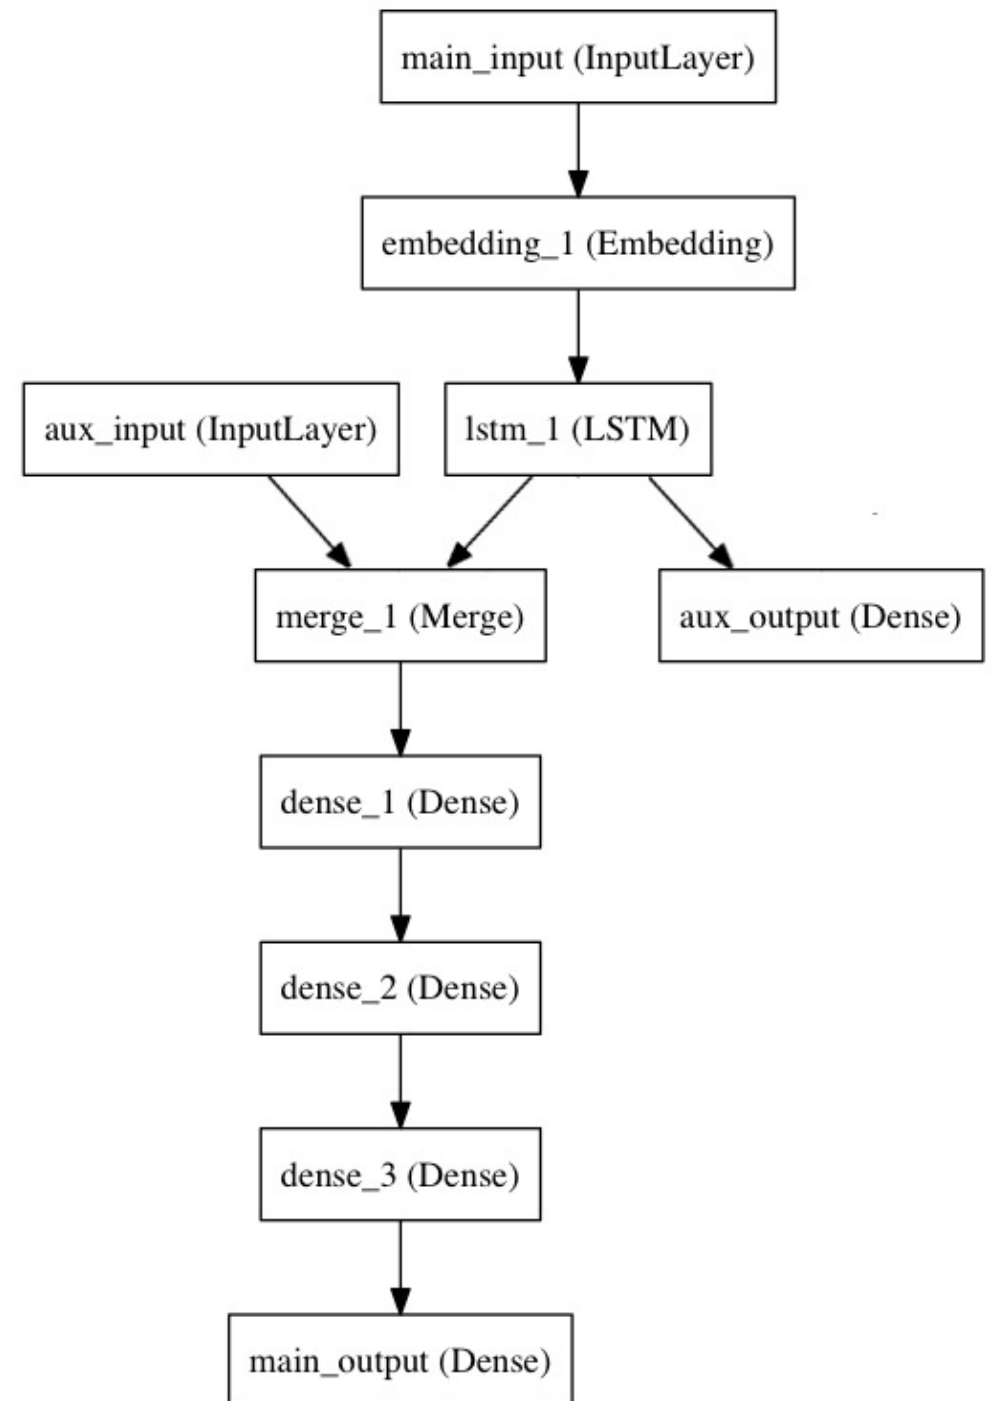 main_input (InputLayer)
embedding_1 (Embedding)
aux_input (InputLayer)
lstm_1 (LSTM)
merge_1 (Merge)
aux_output (Dense)
dense_1 (Dense)
dense_2 (Dense)
dense_3 (Dense)
main_output (Dense)